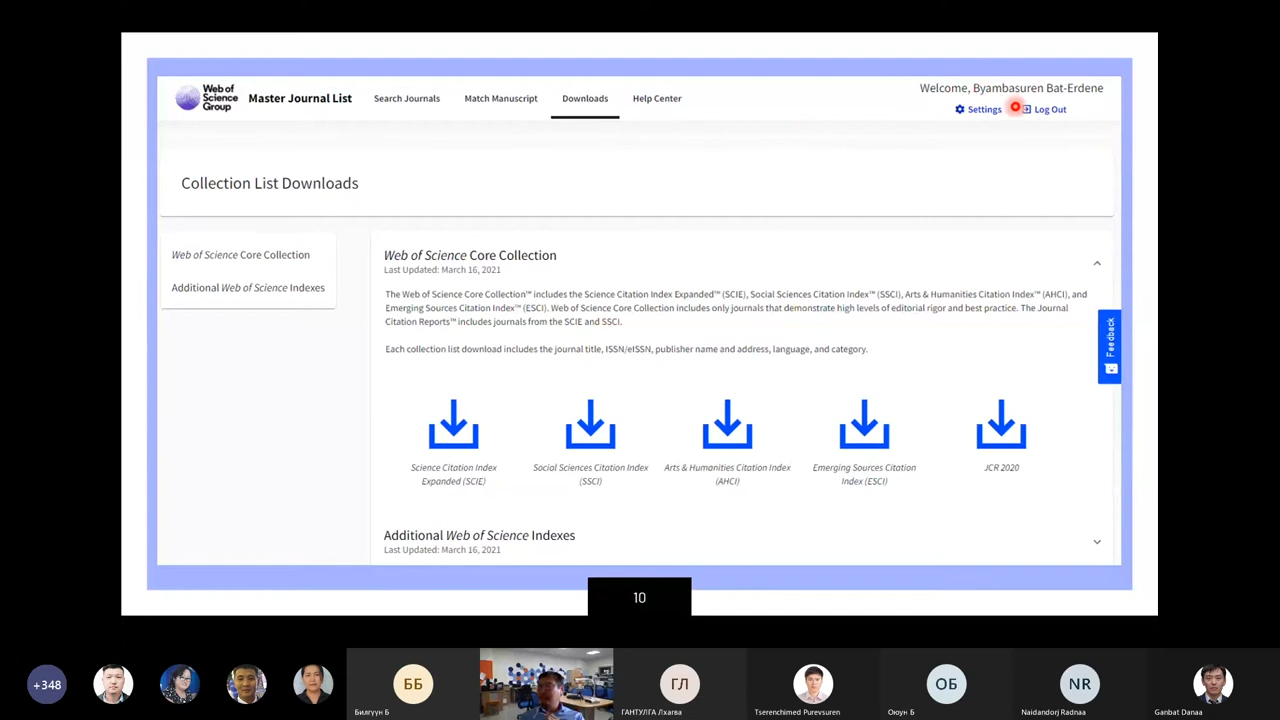 Web of
Science
Group
Master Journal List
Search Journals
Match Manuscript
Downloads
Help Center
Welcome, Byambasuren Bat-Erdene
Settings
Log Out
Collection List Downloads
Web of Science Core Collection
Additional Web of Science Indexes
Web of Science Core Collection
Last Updated: March 16, 2021
The Web of Science Core Collection™ includes the Science Citation Index Expanded™ (SCIE), Social Sciences Citation Index™ (SSCI), Arts & Humanities Citation Index™ (AHCI), and
Emerging Sources Citation Index™ (ESCI). Web of Science Core Collection includes only journals that demonstrate high levels of editorial rigor and best practice. The Journal
Citation Reports™ includes journals from the SCIE and SSCI.
Each collection list download includes the journal title, ISSN/eISSN, publisher name and address, language, and category.
Feedback
Science Citation Index
Expanded (SCIE)
Social Sciences Citation Index
(SSCI)
Arts & Humanities Citation Index
(AHCI)
Emerging Sources Citation
Index (ESCI)
JCR 2020
Additional Web of Science Indexes
Last Updated: March 16, 2021
10
+348
ББ
Билгүүн Б
ГЛ
ГАНТУЛГА Лхагва
Tserenchimed Purevsuren
ОБ
Оюун Б
NR
Naidandorj Radnaa
Ganbat Danaa